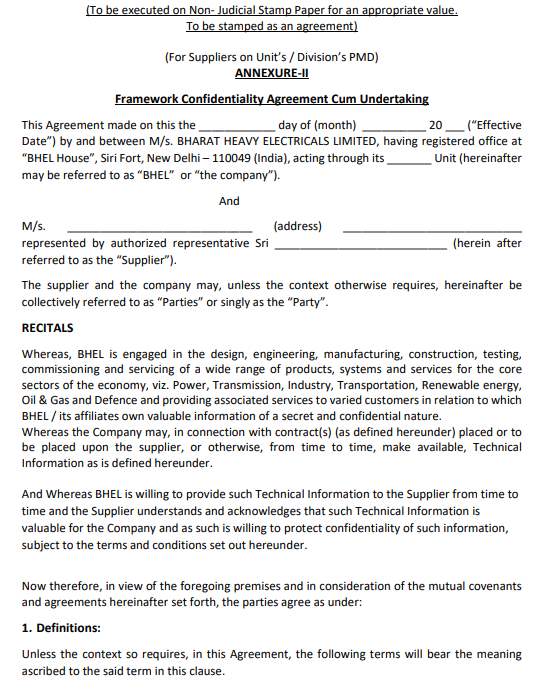 (To be executed on Non- Judicial Stamp Paper for an appropriate value.
To be stamped as an agreement)
(For Suppliers on Unit's / Division's PMD)
ANNEXURE-II
Framework Confidentiality Agreement Cum Undertaking
This Agreement made on this the ____________ day of (month) __________ 20 ___ ("Effective
Date") by and between M/s. BHARAT HEAVY ELECTRICALS LIMITED, having registered office at
"BHEL House", Siri Fort, New Delhi – 110049 (India), acting through its _______ Unit (hereinafter
may be referred to as "BHEL" or "the company").
And
M/s. _____________________________ (address) ____________________________
represented by authorized representative Sri ___________________________ (herein after
referred to as the "Supplier").
The supplier and the company may, unless the context otherwise requires, hereinafter be
collectively referred to as "Parties" or singly as the "Party".
RECITALS
Whereas, BHEL is engaged in the design, engineering, manufacturing, construction, testing,
commissioning and servicing of a wide range of products, systems and services for the core
sectors of the economy, viz. Power, Transmission, Industry, Transportation, Renewable energy,
Oil & Gas and Defence and providing associated services to varied customers in relation to which
BHEL / its affiliates own valuable information of a secret and confidential nature.
Whereas the Company may, in connection with contract(s) (as defined hereunder) placed or to
be placed upon the supplier, or otherwise, from time to time, make available, Technical
Information as is defined hereunder.
And Whereas BHEL is willing to provide such Technical Information to the Supplier from time to
time and the Supplier understands and acknowledges that such Technical Information is
valuable for the Company and as such is willing to protect confidentiality of such information,
subject to the terms and conditions set out hereunder.
Now therefore, in view of the foregoing premises and in consideration of the mutual covenants
and agreements hereinafter set forth, the parties agree as under:
1. Definitions:
Unless the context so requires, in this Agreement, the following terms will bear the meaning
ascribed to the said term in this clause.